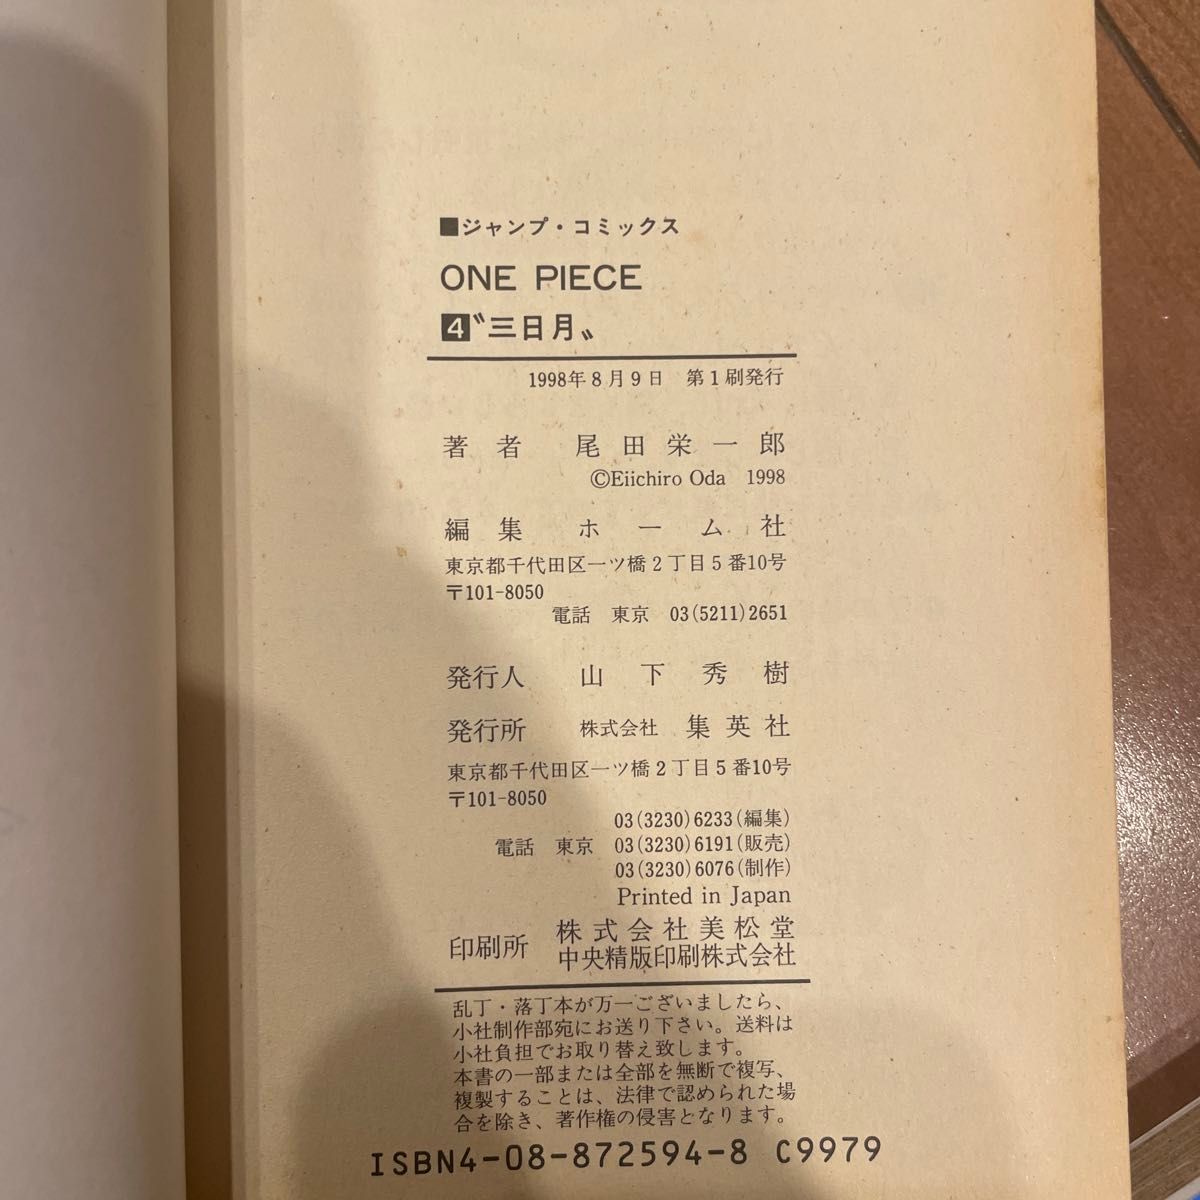 ■ジャンプ・コミックス
ONE PIECE
4〝三日月〟
1998年8月9日　第1刷発行
著者　尾田栄一郎
©Eiichiro Oda　1998
編集　ホーム社
東京都千代田区一ツ橋2丁目5番10号
〒101-8050
電話　東京　03(5211)2651
発行人　山下秀樹
発行所　株式会社　集英社
東京都千代田区一ツ橋2丁目5番10号
〒101-8050
03(3230)6233(編集)
電話　東京　03(3230)6191(販売)
03(3230)6076(制作)
Printed in Japan
印刷所　株式会社美松堂
中央精版印刷株式会社
乱丁・落丁本が万一ございましたら、
小社制作部宛にお送り下さい。送料は
小社負担でお取り替え致します。
本書の一部または全部を無断で複写、
複製することは、法律で認められた場
合を除き、著作権の侵害となります。
ISBN4-08-872594-8 C9979